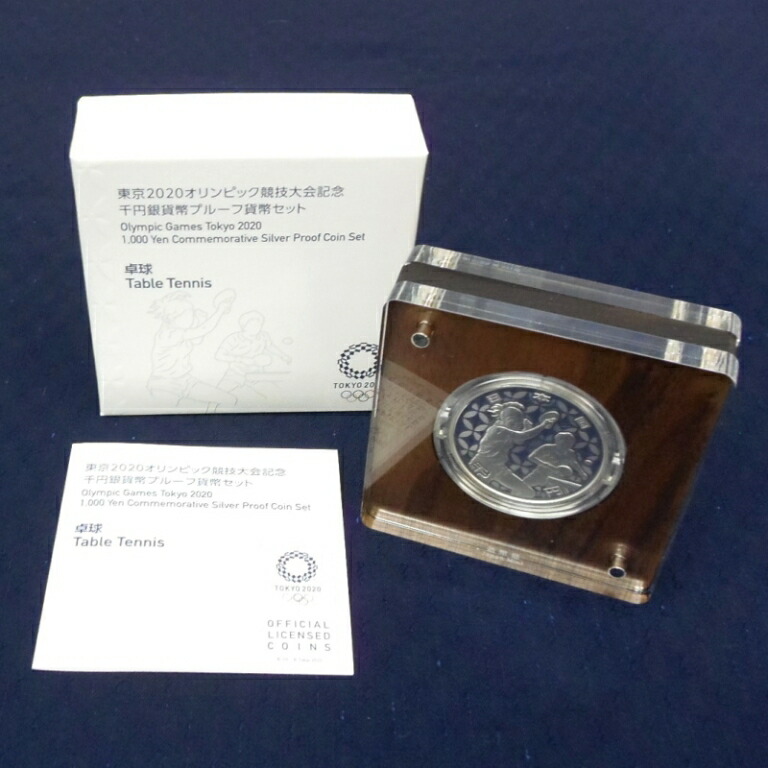 東京2020オリンピック競技大会記念
千円銀貨幣プルーフ貨幣セット
Olympic Games Tokyo 2020
1,000 Yen Commemorative Silver Proof Coin Set
卓球
Table Tennis
TOKYO 2020
東京2020オリンピック競技大会記念
千円銀貨幣プルーフ貨幣セット
Olympic Games Tokyo 2020
1,000 Yen Commemorative Silver Proof Coin Set
卓球
Table Tennis
TOKYO 2020
OFFICIAL
LICENSED
COINS
日本国
千円